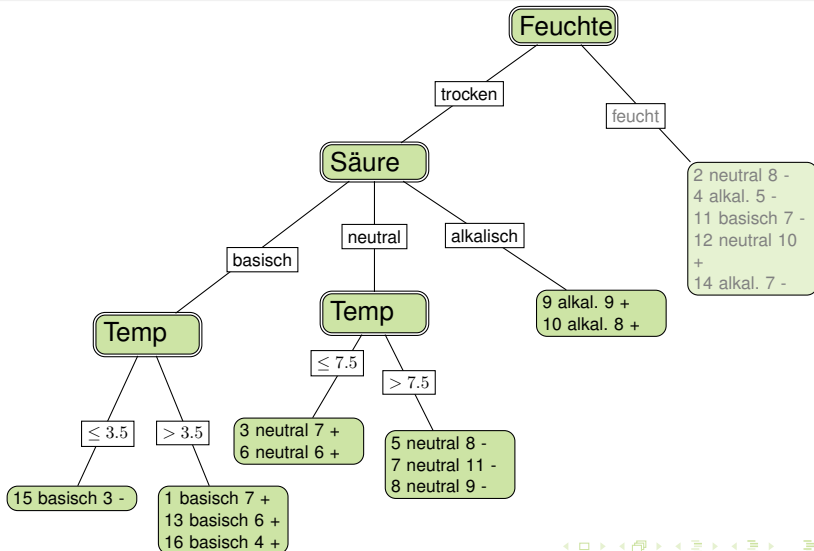 Feuchte
trocken
feucht
Säure
2 neutral 8 -
4 alkal. 5 -
11 basisch 7 -
12 neutral 10
+
14 alkal. 7 -
basisch
neutral
alkalisch
9 alkal. 9 +
10 alkal. 8 +
Temp
Temp
≤ 7.5
> 7.5
≤ 3.5
> 3.5
3 neutral 7 +
6 neutral 6 +
5 neutral 8 -
7 neutral 11 -
8 neutral 9 -
15 basisch 3 -
1 basisch 7 +
13 basisch 6 +
16 basisch 4 +